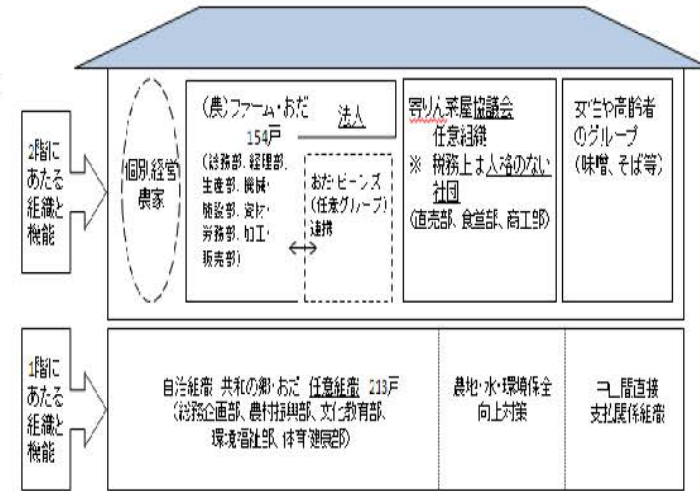 2階に
あたる
組織と
機能
個別経営
農家
(農)ファーム・おだ
154戸
(総務部、経理部、
生産部、機械・
施設部、資材・
労務部、加工・
販売部)
法人
おだ・ビーンズ
(任意グループ)
連携
寄りん菜屋協議会
任意組織
※ 税務上は人格のない
社団
(直売部、食堂部、商工部)
女性や高齢者
のグループ
(味噌、そば等)
1階に
あたる
組織と
機能
自治組織 共和の郷・おだ 任意組織 213戸
(総務企画部、農村振興部、文化教育部、
環境福祉部、体育健康部)
農地・水・環境保全
向上対策
間直接
支払関係組織